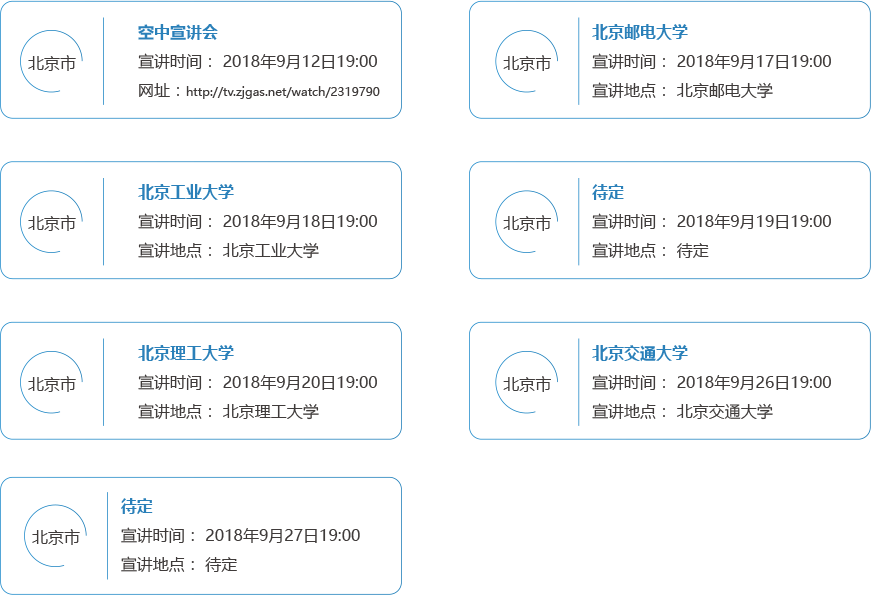 北京市
空中宣讲会
宣讲时间： 2018年9月12日19:00
网址：http://tv.zjgas.net/watch/2319790
北京市
北京邮电大学
宣讲时间： 2018年9月17日19:00
宣讲地点： 北京邮电大学
北京市
北京工业大学
宣讲时间： 2018年9月18日19:00
宣讲地点： 北京工业大学
北京市
待定
宣讲时间： 2018年9月19日19:00
宣讲地点： 待定
北京市
北京理工大学
宣讲时间： 2018年9月20日19:00
宣讲地点： 北京理工大学
北京市
北京交通大学
宣讲时间： 2018年9月26日19:00
宣讲地点： 北京交通大学
北京市
待定
宣讲时间： 2018年9月27日19:00
宣讲地点： 待定